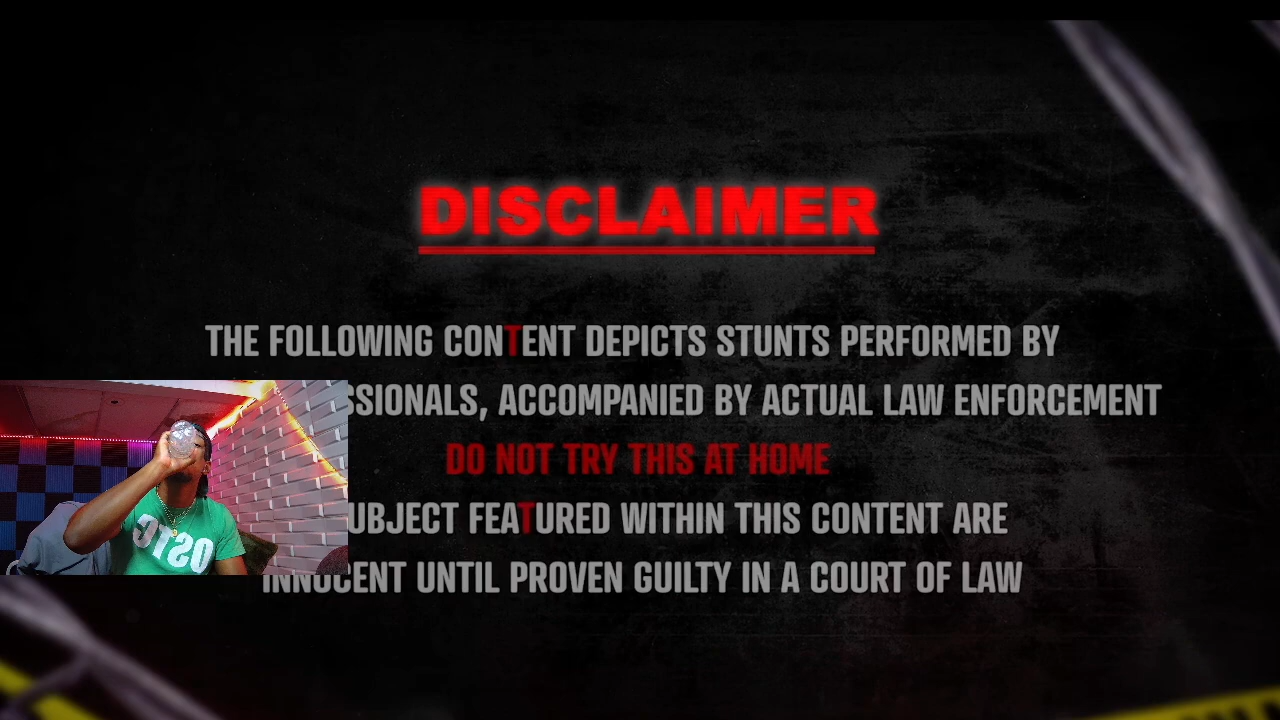 DISCLAIMER
THE FOLLOWING CONTENT DEPICTS STUNTS PERFORMED BY
SSIONALS, ACCOMPANIED BY ACTUAL LAW ENFORCEMENT
DO NOT TRY THIS AT HOME
UBJECT FEATURED WITHIN THIS CONTENT ARE
INNOCENT UNTIL PROVEN GUILTY IN A COURT OF LAW